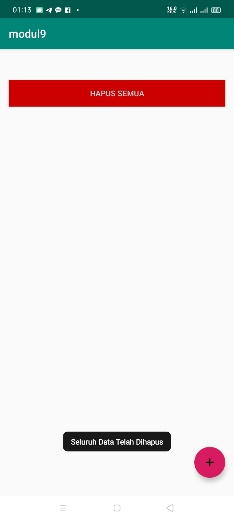 01:13
modul9
HAPUS SEMUA
Seluruh Data Telah Dihapus
+